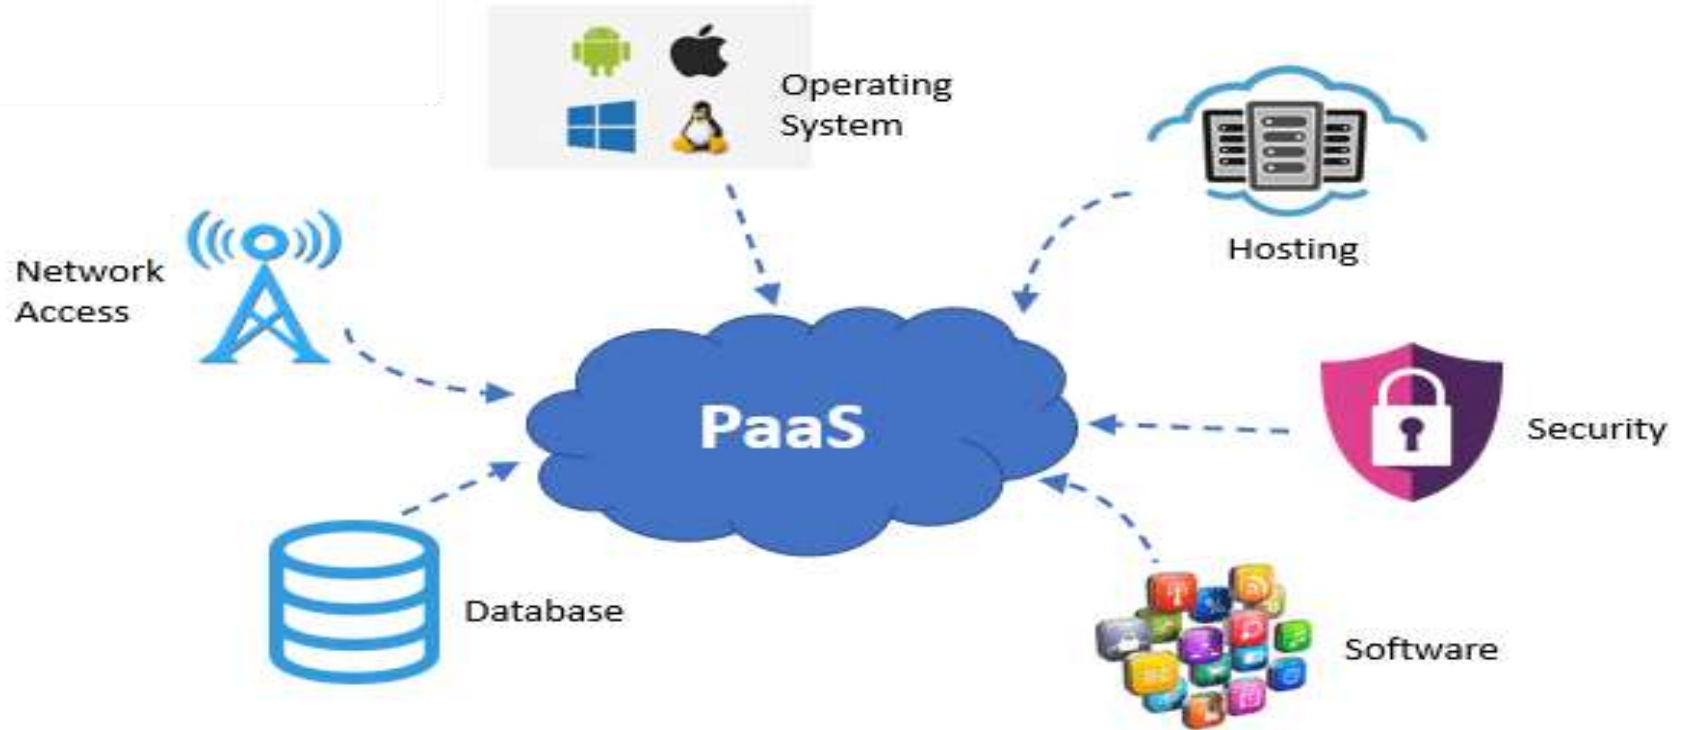 Operating
System
Hosting
Network
Access
PaaS
Security
Database
Software